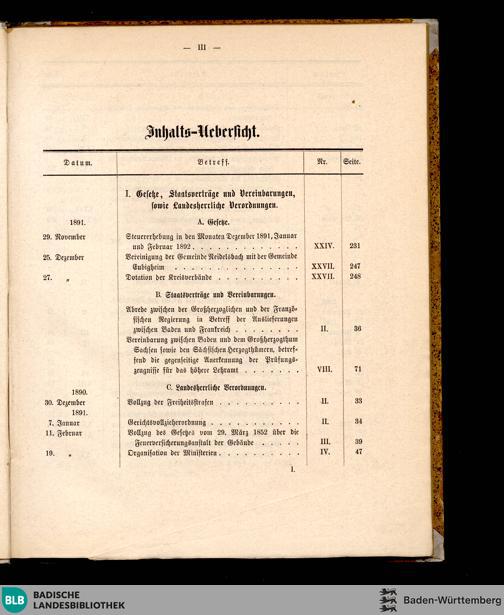 — III —
Inhalts-Uebersicht.
Datum. Betreff. Nr. Seite.
I. Gesetze, Staatsverträge und Vereinbarungen,
sowie Landesherrliche Verordnungen.
1891. A. Gesetze.
29. November Steuererhebung in den Monaten Dezember 1891, Januar
und Februar 1892 . . . . . . . . . . . . . . XXIV. 231
25. Dezember Vereinigung der Gemeinde Neidelsbach mit der Gemeinde
Eubigheim . . . . . . . . . . . . . . . . XXVII. 247
27. „ Dotation der Kreisverbände . . . . . . . . . . . XXVII. 248
B. Staatsverträge und Vereinbarungen.
Abrede zwischen der Großherzoglichen und der Franzö-
sischen Regierung in Betreff der Auslieferungen
zwischen Baden und Frankreich . . . . . . . . II. 36
Vereinbarung zwischen Baden und dem Großherzogthum
Sachsen sowie den Sächsischen Herzogthümern, betref-
fend die gegenseitige Anerkennung der Prüfungs-
zeugnisse für das höhere Lehramt . . . . . . . VIII. 71
1890. C. Landesherrliche Verordnungen.
30. Dezember Vollzug der Freiheitsstrafen . . . . . . . . . . . II. 33
1891.
7. Januar Gerichtsvollzieherordnung . . . . . . . . . . . . II. 34
11. Februar Vollzug des Gesetzes vom 29. März 1852 über die
Feuerversicherungsanstalt der Gebäude . . . . . III. 39
19. „ Organisation der Ministerien . . . . . . . . . . IV. 47
I.
BLB BADISCHE
LANDESBIBLIOTHEK
Baden-Württemberg